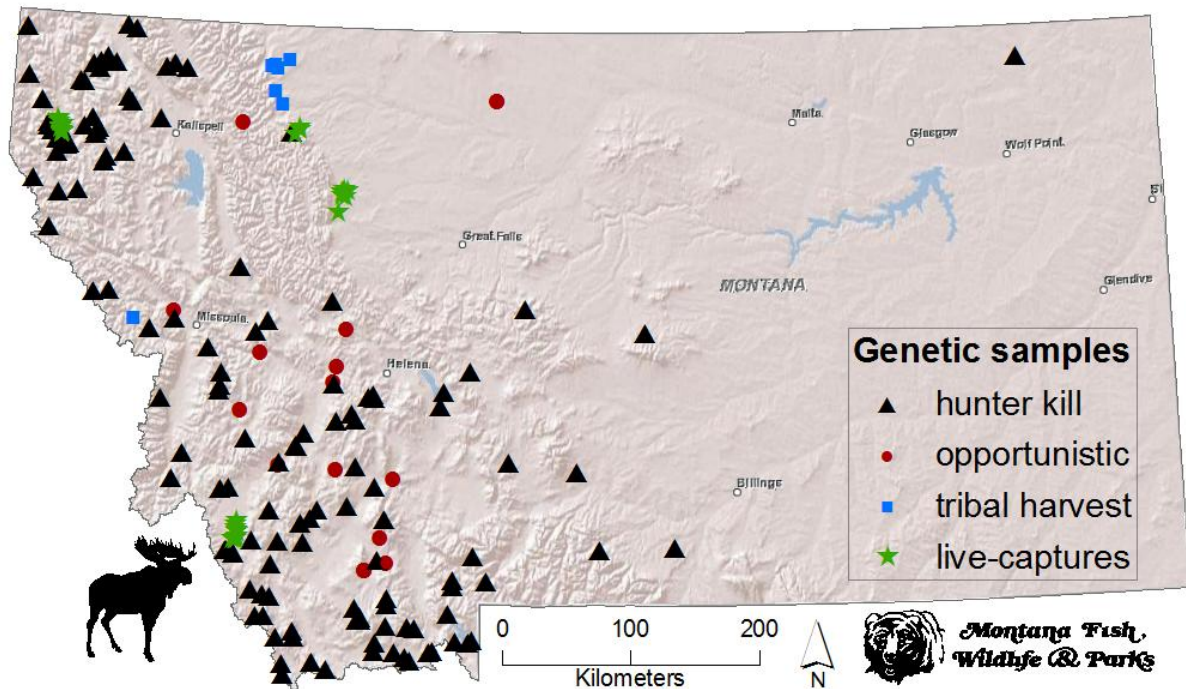 Kalispell
Malta
Glasgow
Wolf Point
Great Falls
MONTANA
Glendive
Missoula
Helena
Billings
Genetic samples
hunter kill
opportunistic
tribal harvest
live-captures
0 100 200
Kilometers
N
Montana Fish,
Wildlife & Parks